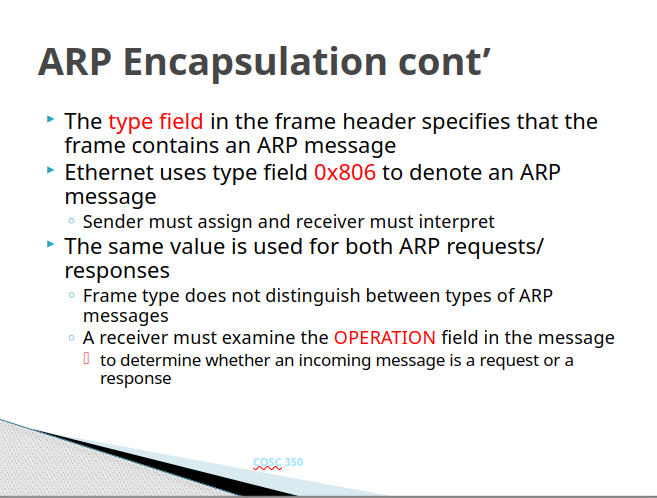 ARP Encapsulation cont’
The type field in the frame header specifies that the
frame contains an ARP message
Ethernet uses type field 0x806 to denote an ARP
message
Sender must assign and receiver must interpret
The same value is used for both ARP requests/
responses
Frame type does not distinguish between types of ARP
messages
A receiver must examine the OPERATION field in the message
to determine whether an incoming message is a request or a
response
COSC 350